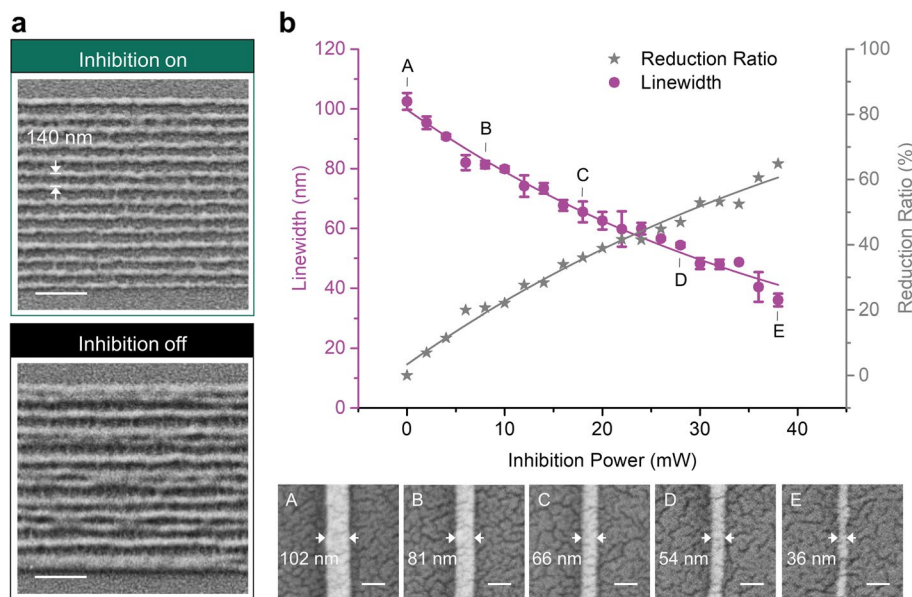 a
Inhibition on
140 nm
Inhibition off
b
120
100
80
60
40
20
0
Linewidth (nm)
100
80
60
40
20
0
Reduction Ratio (%)
Reduction Ratio
Linewidth
A
B
C
D
E
0
10
20
30
40
Inhibition Power (mW)
A
102 nm
B
81 nm
C
66 nm
D
54 nm
E
36 nm